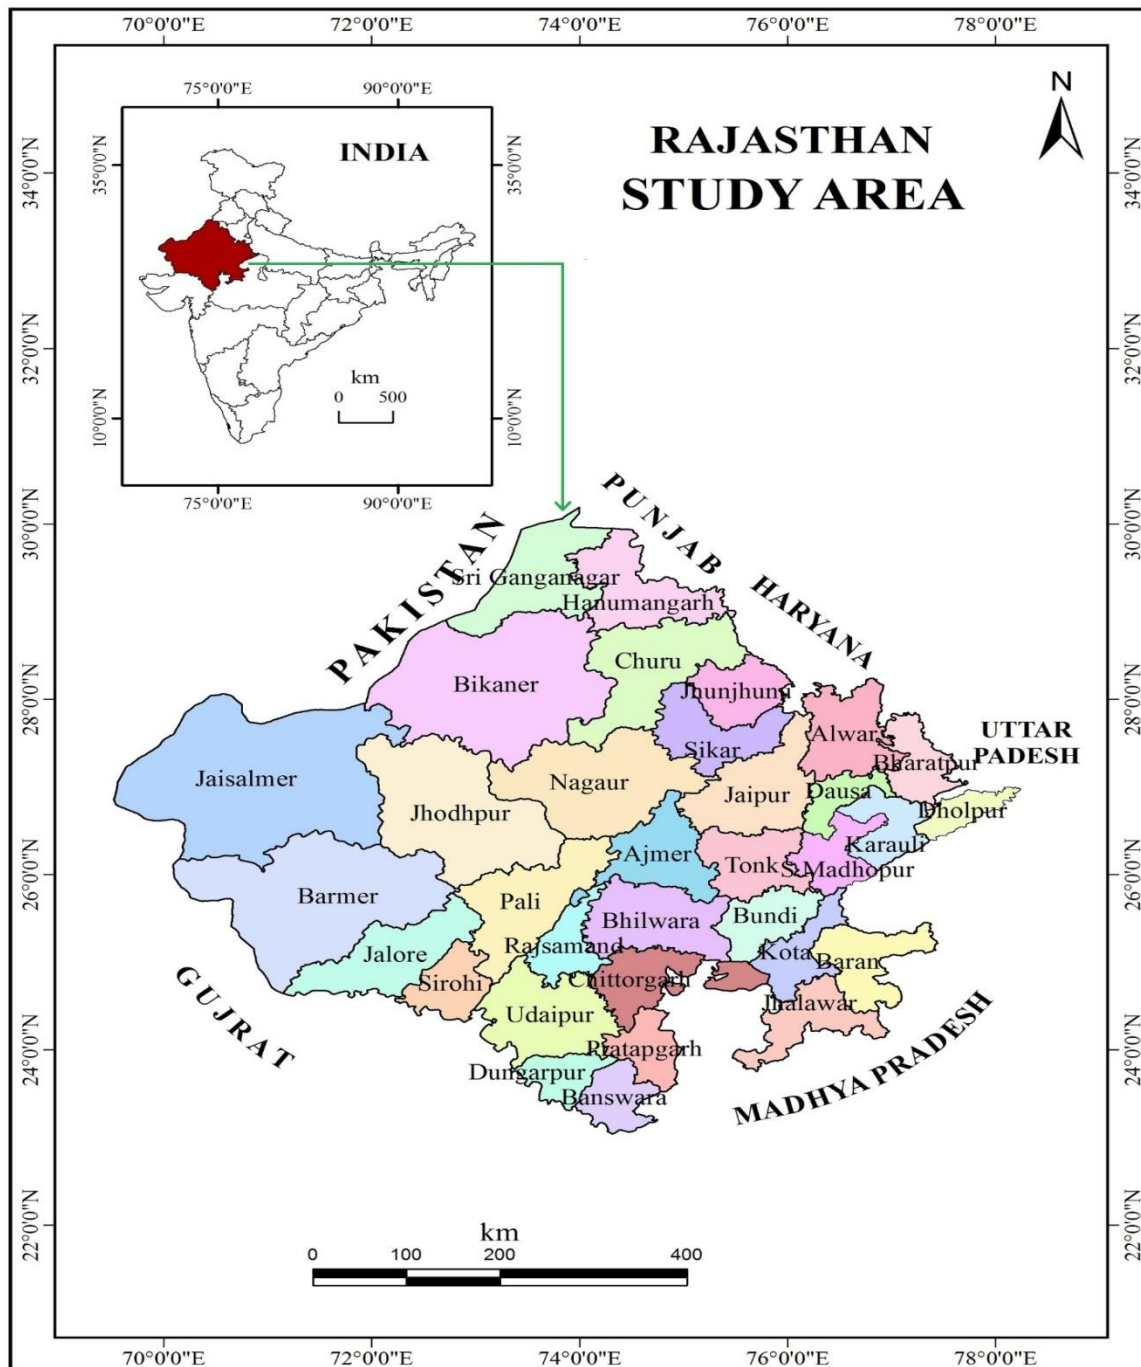 70°0'0"E 72°0'0"E 74°0'0"E 76°0'0"E 78°0'0"E
75°0'0"E 90°0'0"E
INDIA
35°0'0"N
35°0'0"N
km
0 500
10°0'0"N
10°0'0"N
75°0'0"E 90°0'0"E
N
RAJASTHAN
STUDY AREA
34°0'0"N
32°0'0"N
30°0'0"N
28°0'0"N
26°0'0"N
24°0'0"N
22°0'0"N
34°0'0"N
32°0'0"N
30°0'0"N
28°0'0"N
26°0'0"N
24°0'0"N
22°0'0"N
PAKISTAN
PUNJAB
HARYANA
UTTAR
PADESH
MADHYA PRADESH
GUJRAT
Sri Ganganagar
Hanumangarh
Churu
Bikaner
Jhunjhunu
Sikar
Alwar
Bharatpur
Jaisalmer
Nagaur
Jaipur
Dausa
Jhodhpur
Dholpur
Karauli
Ajmer
Tonk
S.Madhopur
Barmer
Pali
Bhilwara
Bundi
Jalore
Rajsamand
Kota
Baran
Sirohi
Chittorgarh
Jhalawar
Udaipur
Pratapgarh
Dungarpur
Banswara
km
0 100 200 400
70°0'0"E 72°0'0"E 74°0'0"E 76°0'0"E 78°0'0"E